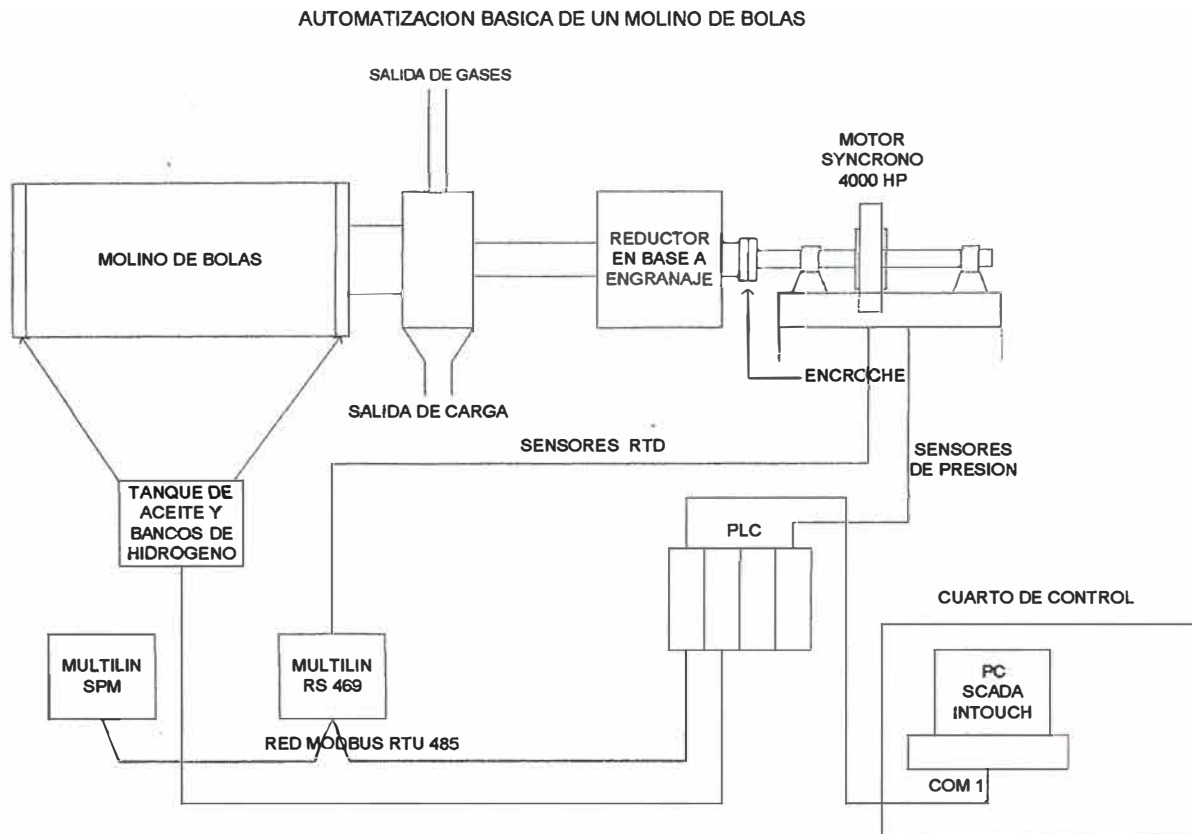 AUTOMATIZACION BASICA DE UN MOLINO DE BOLAS
SALIDA DE GASES
MOTOR
SYNCRONO
4000 HP
MOLINO DE BOLAS
REDUCTOR
EN BASE A
ENGRANAJE
ENCROCHE
SALIDA DE CARGA
SENSORES RTD
SENSORES
DE PRESION
TANQUE DE
ACEITE Y
BANCOS DE
HIDROGENO
PLC
CUARTO DE CONTROL
MULTILIN
SPM
MULTILIN
RS 469
PC
SCADA
INTOUCH
RED MODBUS RTU 485
COM 1